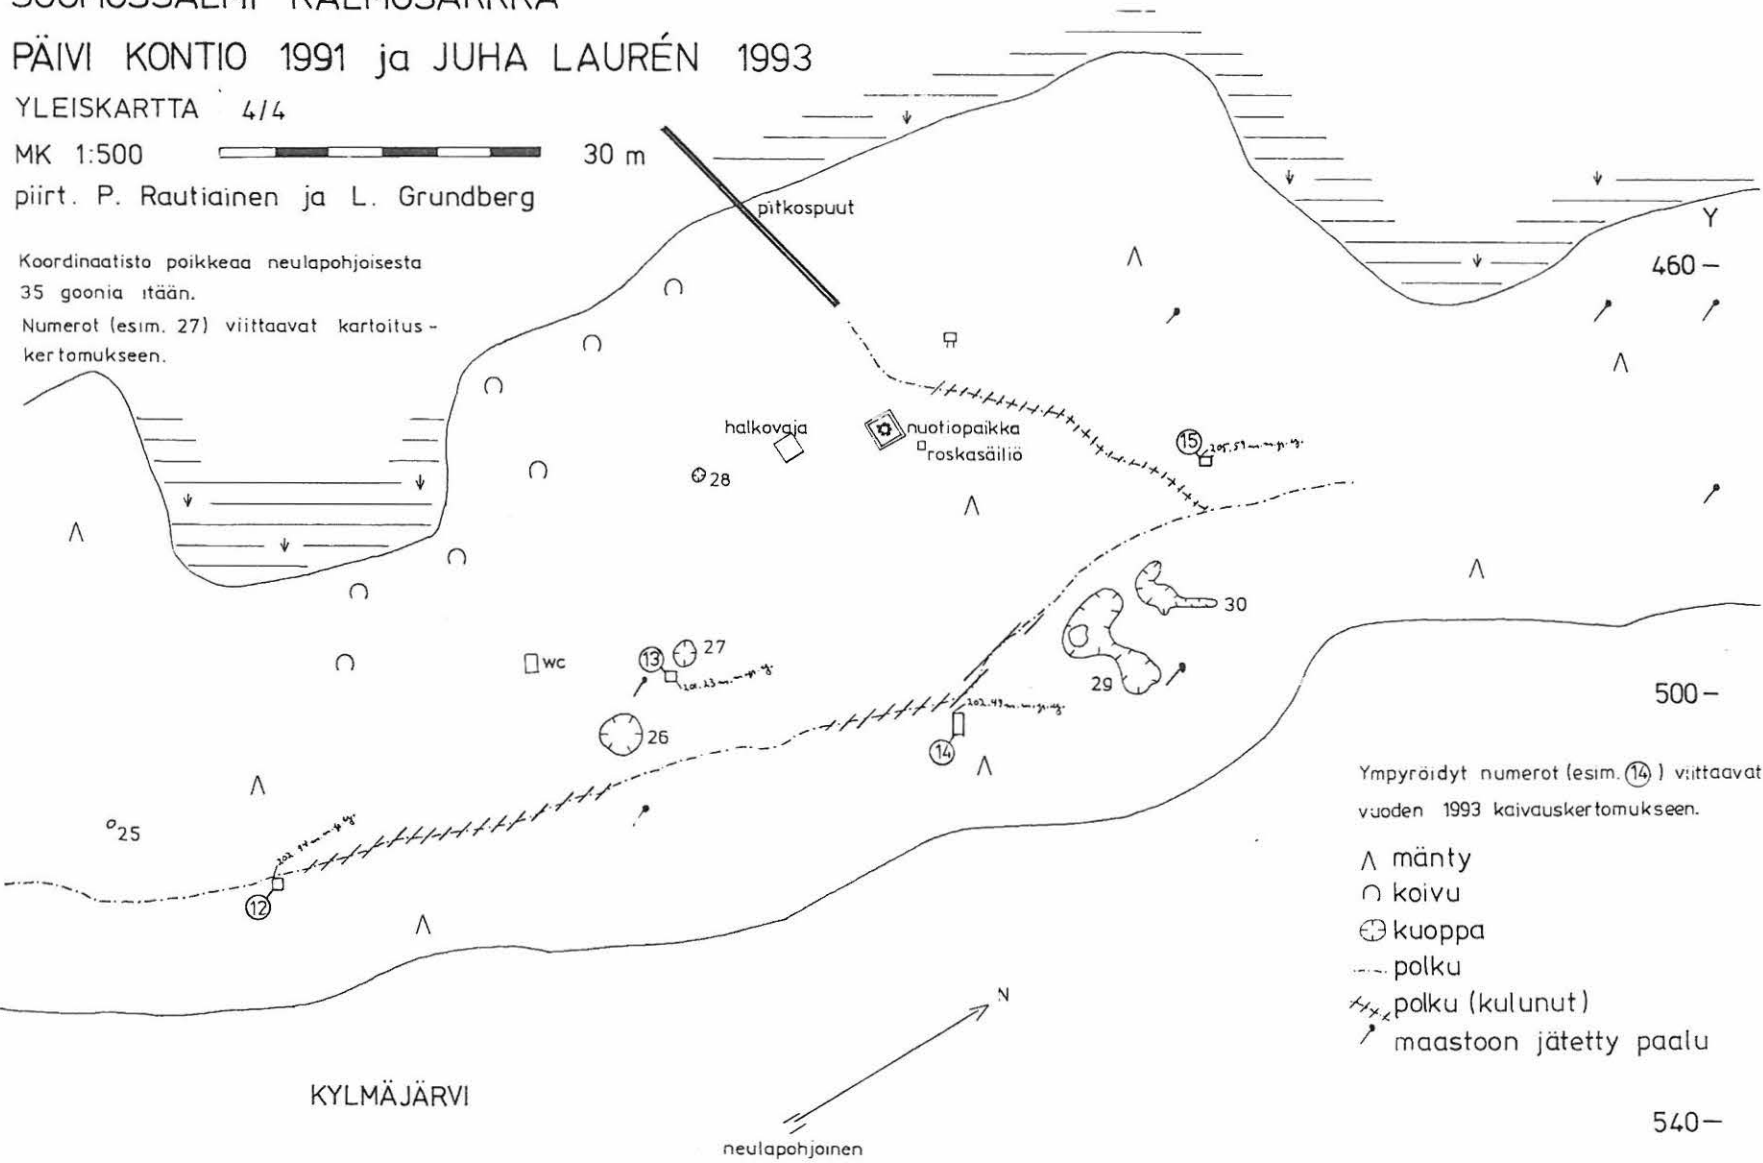 SUOMUSSALMI KALMOSÄRKKÄ
PÄIVI KONTIO 1991 ja JUHA LAURÉN 1993
YLEISKARTTA 4/4
MK 1:500 30 m
piirt. P. Rautiainen ja L. Grundberg
Koordinaatisto poikkeaa neulapohjoisesta
35 goonia itään.
Numerot (esim. 27) viittaavat kartoitus-
kertomukseen.
pitkospuut
Y
460
halkovaja
nuotiopaikka
roskasäiliö
28
15
30
29
27
13
WC
26
14
500
25
12
Ympyröidyt numerot (esim. 14) viittaavat
vuoden 1993 kaivauskertomukseen.
mänty
koivu
kuoppa
polku
polku (kulunut)
maastoon jätetty paalu
N
KYLMÄJÄRVI
neulapohjoinen
540